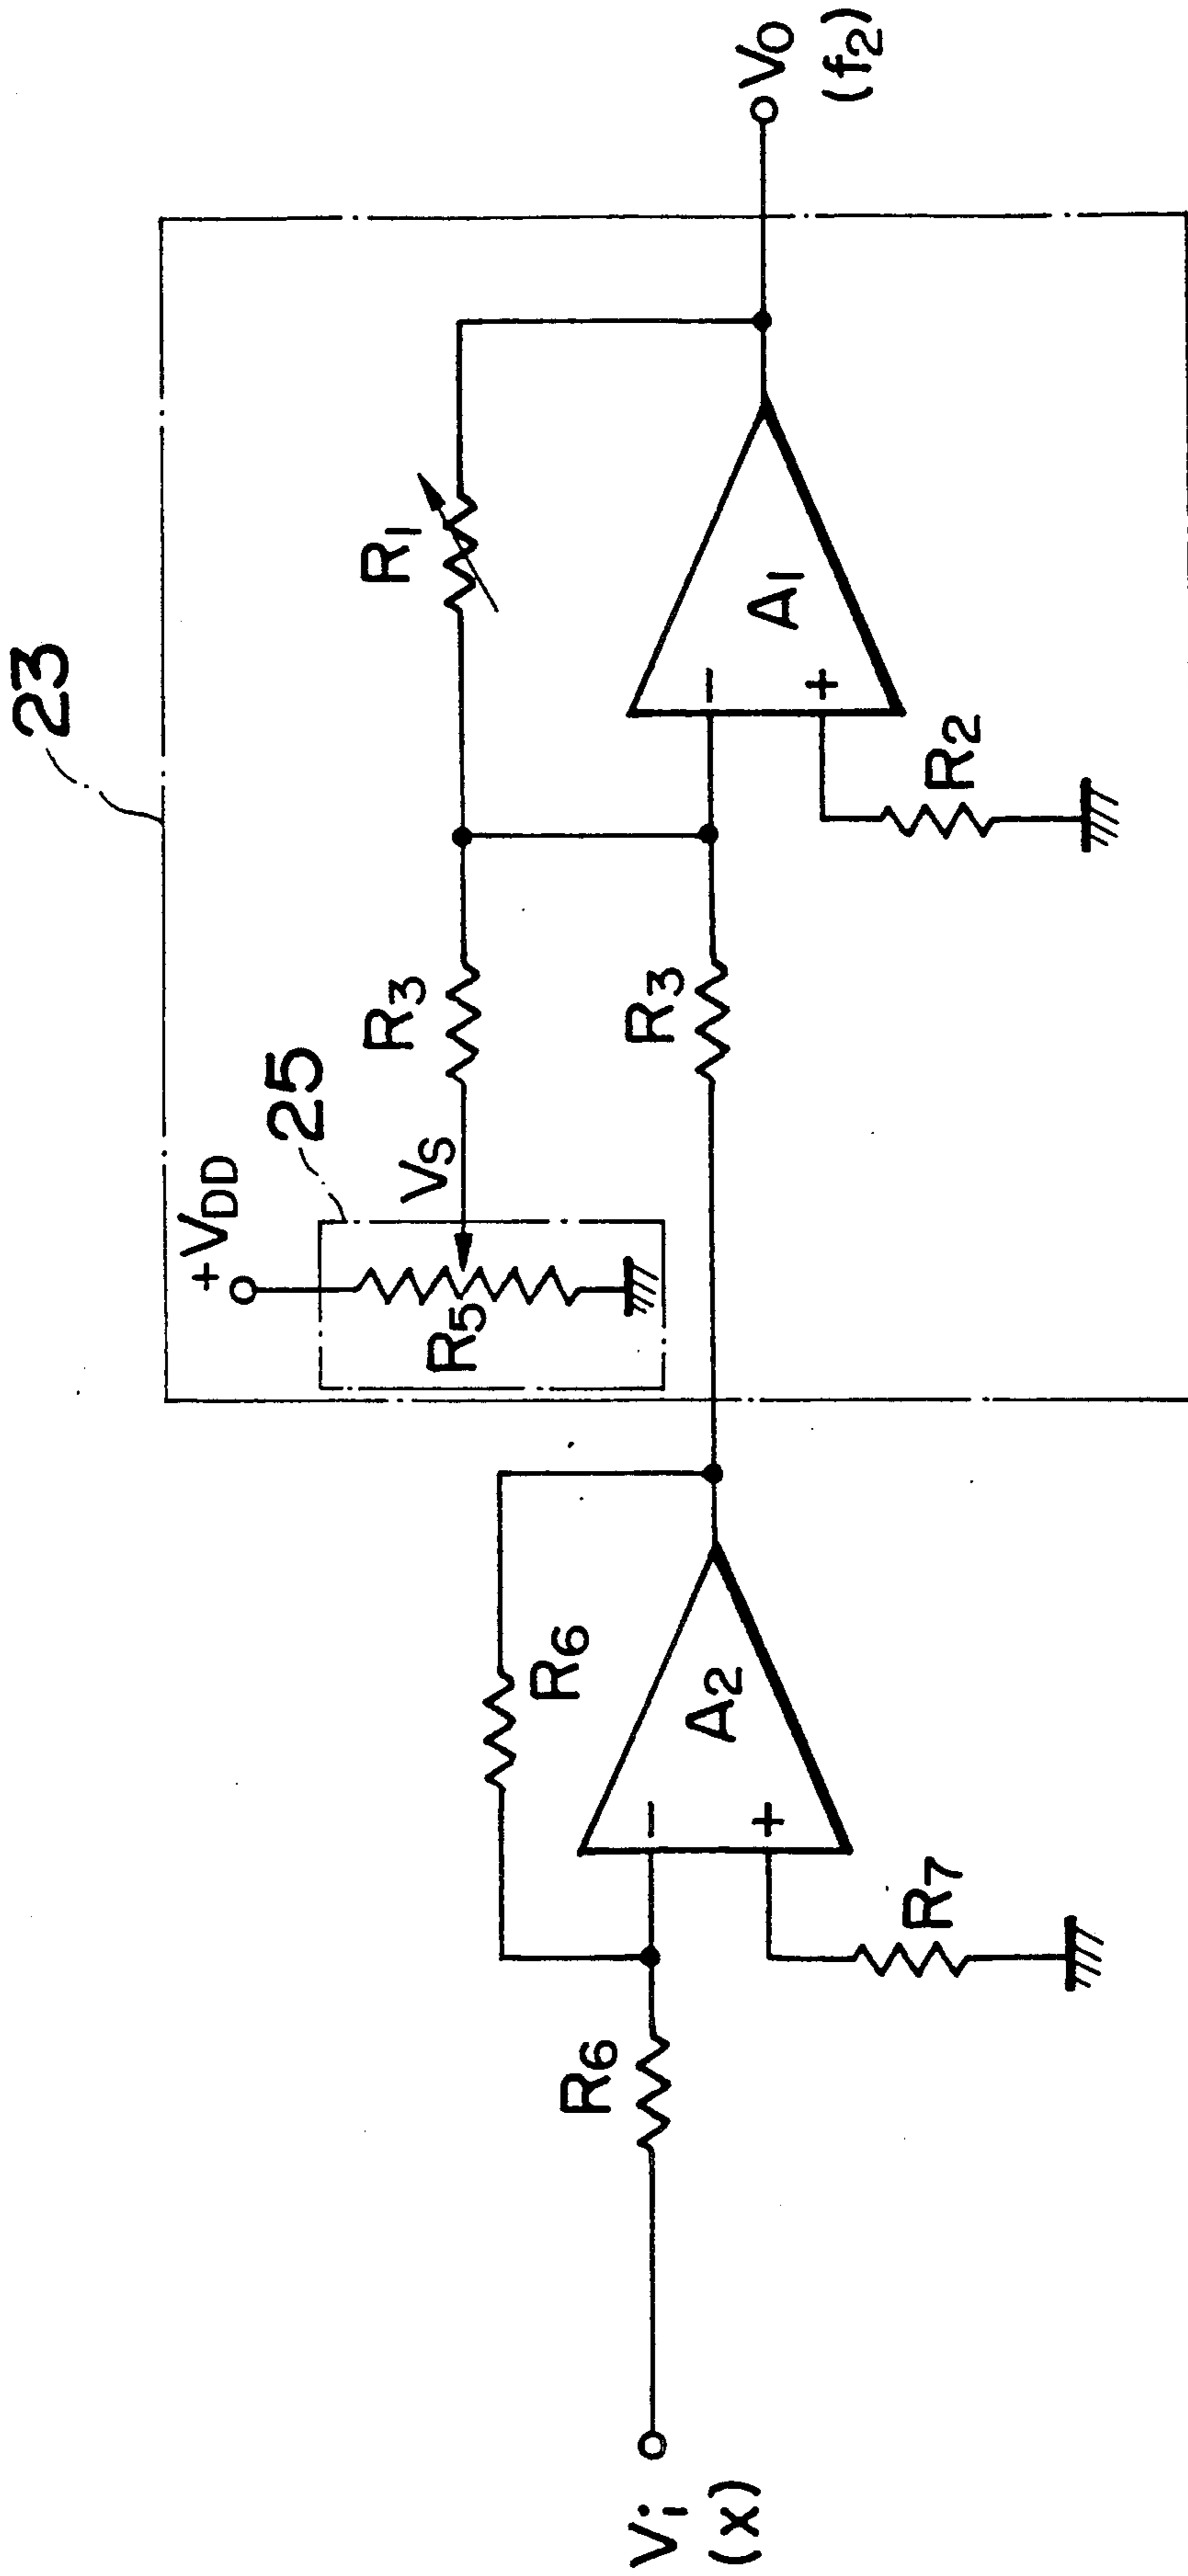 23
+VDD
25
VS
R5
R3
R1
R3
A1
−
+
R2
VO
(f2)
R6
R6
A2
−
+
R7
Vi
(x)